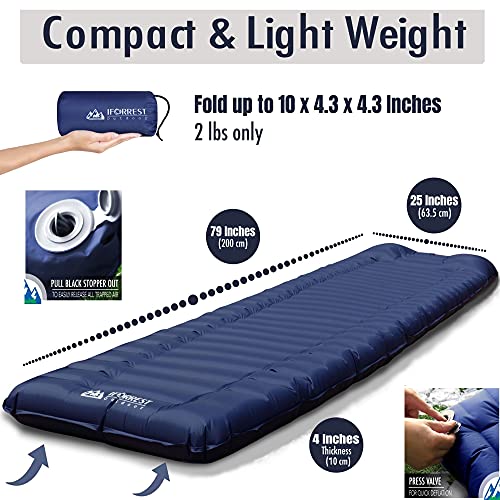 Compact & Light Weight
IFORREST
OUTDOOR
Fold up to 10 x 4.3 x 4.3 Inches
2 lbs only
79 Inches
(200 cm)
25 Inches
(63.5 cm)
PULL BLACK STOPPER OUT
TO EASILY RELEASE ALL TRAPPED AIR
IFORREST
OUTDOOR
4 Inches
Thickness
(10 cm)
PRESS VALVE
FOR QUICK DEFLATION